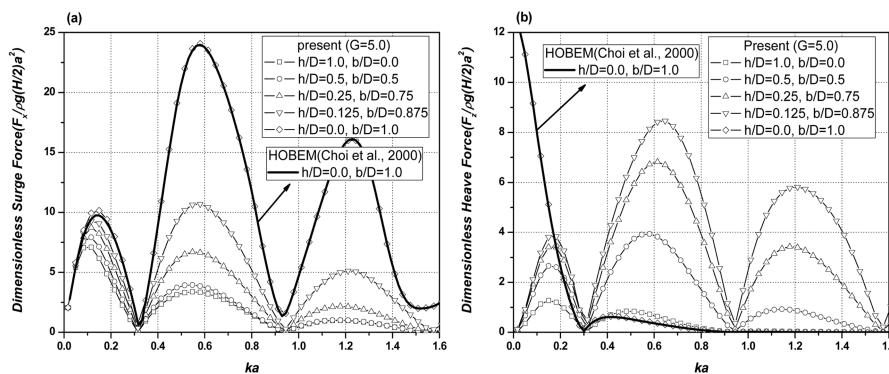 (a)
25
20
15
10
5
0
0.0 0.2 0.4 0.6 0.8 1.0 1.2 1.4 1.6
ka
Dimensionless Surge Force(Fₓ/ρg(H/2)a²)
present (G=5.0)
h/D=1.0, b/D=0.0
h/D=0.5, b/D=0.5
h/D=0.25, b/D=0.75
h/D=0.125, b/D=0.875
h/D=0.0, b/D=1.0
HOBEM(Choi et al., 2000)
h/D=0.0, b/D=1.0
(b)
12
10
8
6
4
2
0
0.0 0.2 0.4 0.6 0.8 1.0 1.2 1.4 1.6
ka
Dimensionless Heave Force(F_z/ρg(H/2)a²)
HOBEM(Choi et al., 2000)
h/D=0.0, b/D=1.0
Present (G=5.0)
h/D=1.0, b/D=0.0
h/D=0.5, b/D=0.5
h/D=0.25, b/D=0.75
h/D=0.125, b/D=0.875
h/D=0.0, b/D=1.0